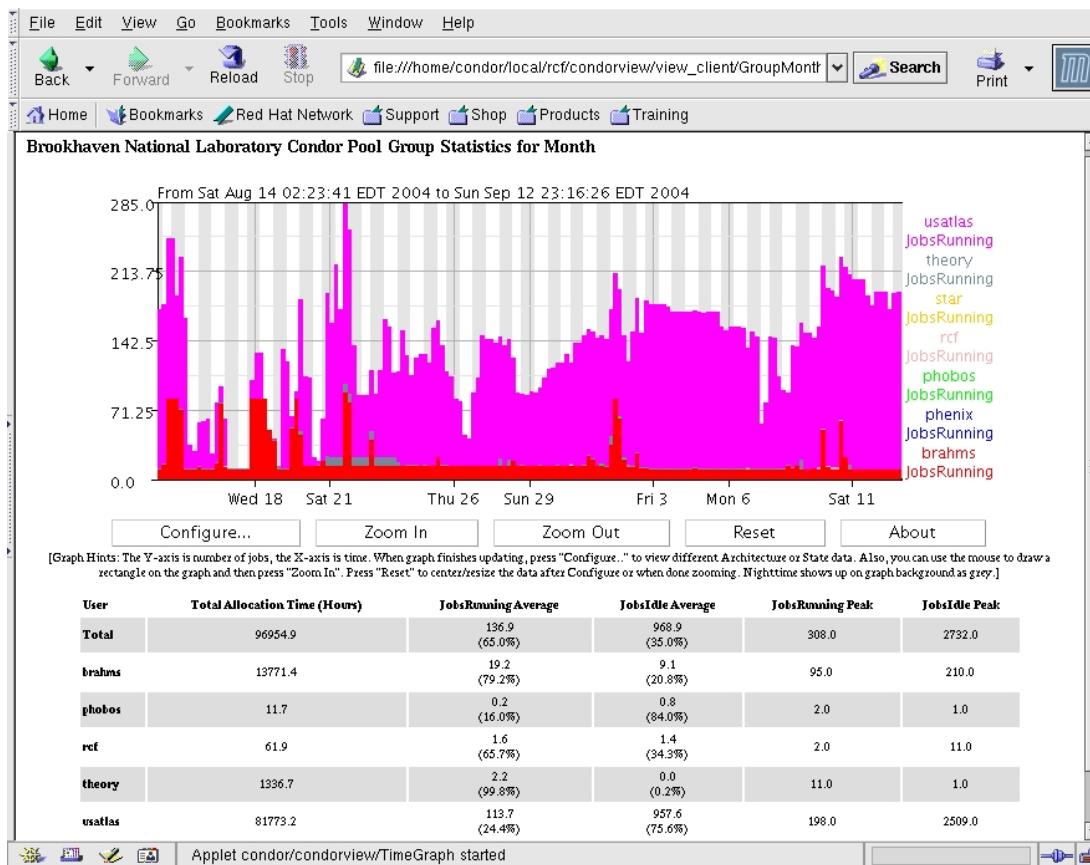 File Edit View Go Bookmarks Tools Window Help
Back Forward Reload Stop file:///home/condor/local/rcf/condorview/view_client/GroupMonth Search Print
Home Bookmarks Red Hat Network Support Shop Products Training
Brookhaven National Laboratory Condor Pool Group Statistics for Month
From Sat Aug 14 02:23:41 EDT 2004 to Sun Sep 12 23:16:26 EDT 2004
285.0
213.75
142.5
71.25
0.0
usatlas
JobsRunning
theory
JobsRunning
star
JobsRunning
rcf
JobsRunning
phobos
JobsRunning
phenix
JobsRunning
brahms
JobsRunning
Wed 18 Sat 21 Thu 26 Sun 29 Fri 3 Mon 6 Sat 11
Configure... Zoom In Zoom Out Reset About
[Graph Hints: The Y-axis is number of jobs, the X-axis is time. When graph finishes updating, press "Configure.." to view different Architecture or State data. Also, you can use the mouse to draw a
rectangle on the graph and then press "Zoom In". Press "Reset" to center/resize the data after Configure or when done zooming. Nighttime shows up on graph background as grey.]
User Total Allocation Time (Hours) JobsRunning Average JobsIdle Average JobsRunning Peak JobsIdle Peak
Total 96954.9 136.9 (65.0%) 968.9 (35.0%) 308.0 2732.0
brahms 13771.4 19.2 (79.2%) 9.1 (20.8%) 95.0 210.0
phobos 11.7 0.2 (16.0%) 0.8 (84.0%) 2.0 1.0
rcf 61.9 1.6 (65.7%) 1.4 (34.3%) 2.0 11.0
theory 1336.7 2.2 (99.8%) 0.0 (0.2%) 11.0 1.0
usatlas 81773.2 113.7 (24.4%) 957.6 (75.6%) 198.0 2509.0
Applet condor/condorview/TimeGraph started